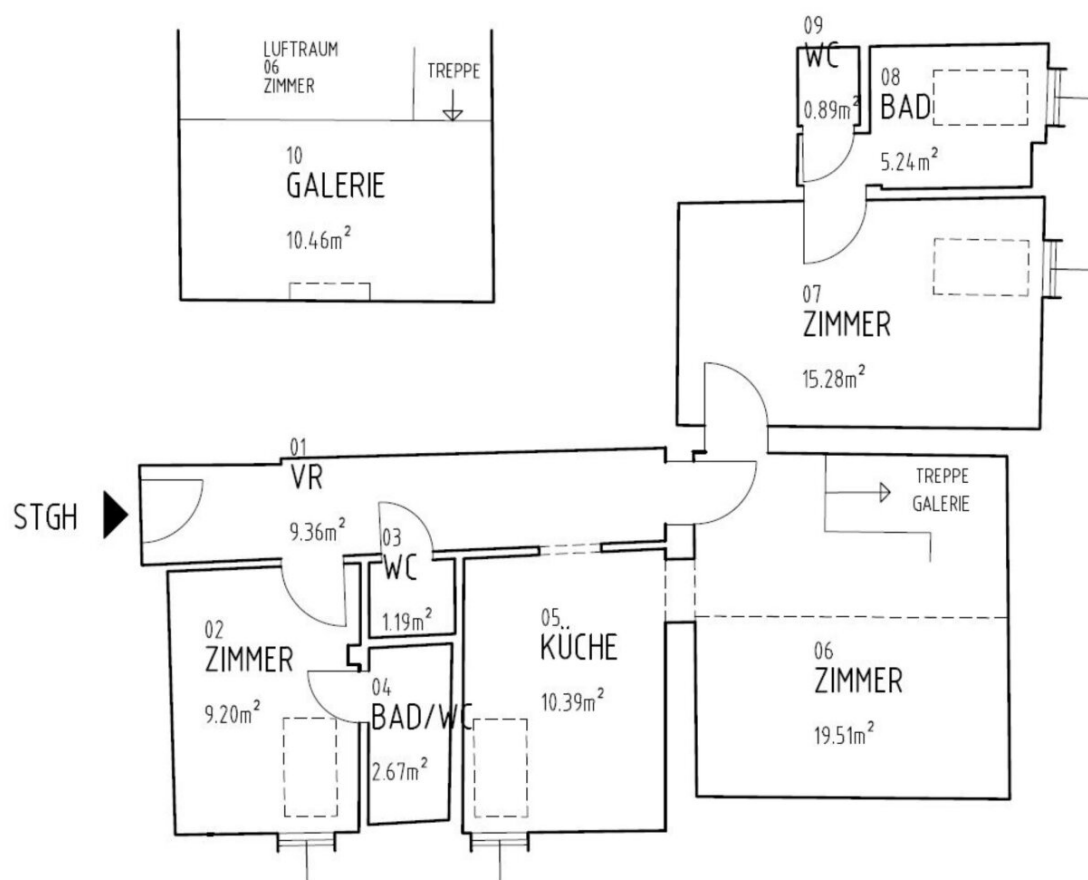 LUFTRAUM
06
ZIMMER
TREPPE
10
GALERIE
10.46m²
09
WC
0.89m²
08
BAD
5.24m²
07
ZIMMER
15.28m²
01
VR
9.36m²
STGH
03
WC
1.19m²
TREPPE
GALERIE
02
ZIMMER
9.20m²
04
BAD/WC
2.67m²
05
KÜCHE
10.39m²
06
ZIMMER
19.51m²